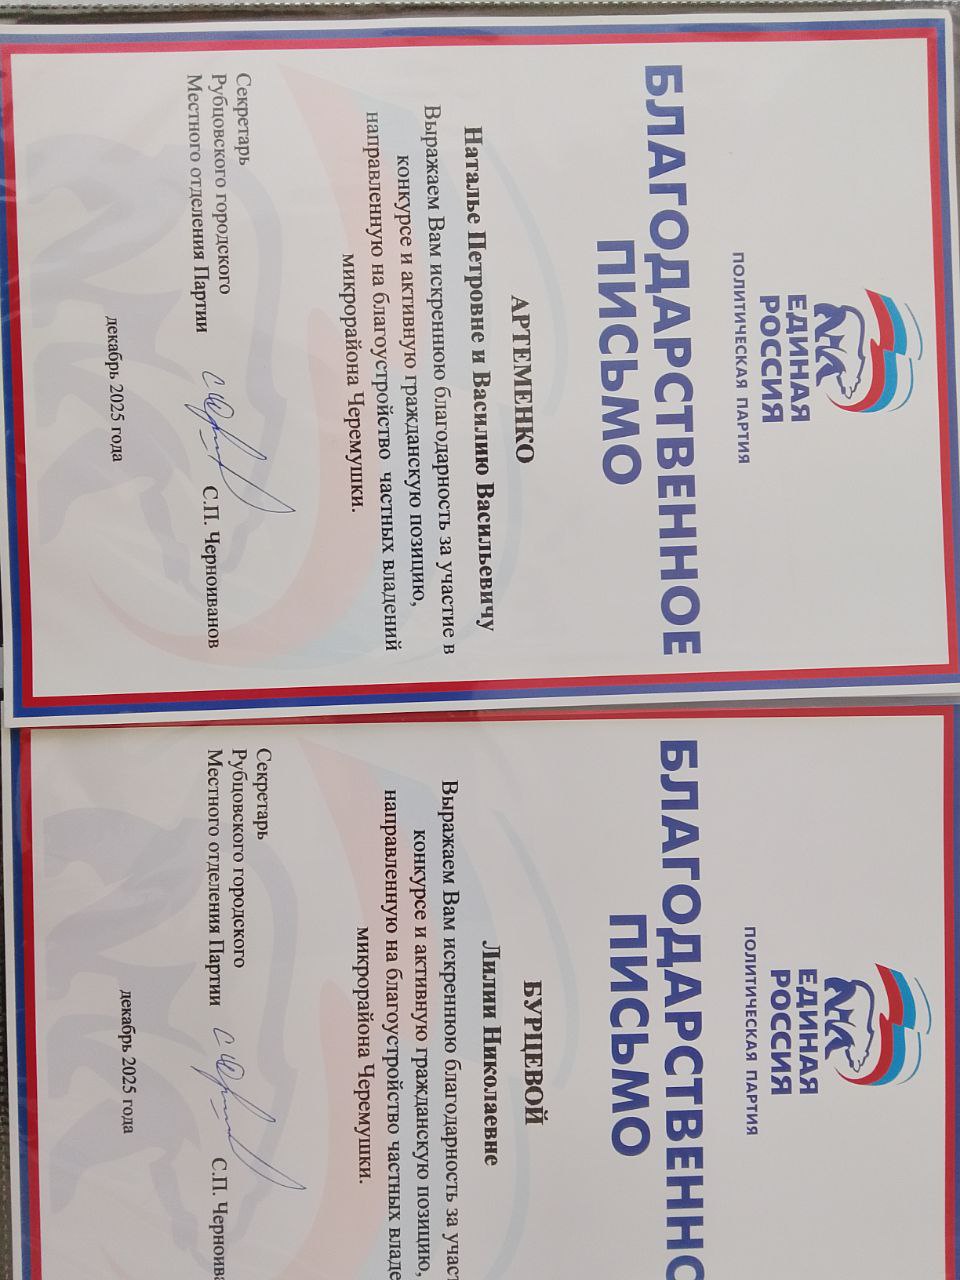 ЕДИНАЯ
РОССИЯ
ПОЛИТИЧЕСКАЯ ПАРТИЯ
БЛАГОДАРСТВЕННОЕ
ПИСЬМО
АРТЕМЕНКО
Наталье Петровне и Василию Васильевичу
Выражаем Вам искреннюю благодарность за участие в
конкурсе и активную гражданскую позицию,
направленную на благоустройство частных владений
микрорайона Черемушки.
Секретарь
Рубцовского городского
Местного отделения Партии
С.П. Черноиванов
декабрь 2025 года
ЕДИНАЯ
РОССИЯ
ПОЛИТИЧЕСКАЯ ПАРТИЯ
БЛАГОДАРСТВЕННО
ПИСЬМО
БУРЦЕВОЙ
Лилии Николаевне
Выражаем Вам искреннюю благодарность за участ
конкурсе и активную гражданскую позицию,
направленную на благоустройство частных владе
микрорайона Черемушки.
Секретарь
Рубцовского городского
Местного отделения Партии
С.П. Черноива
декабрь 2025 года